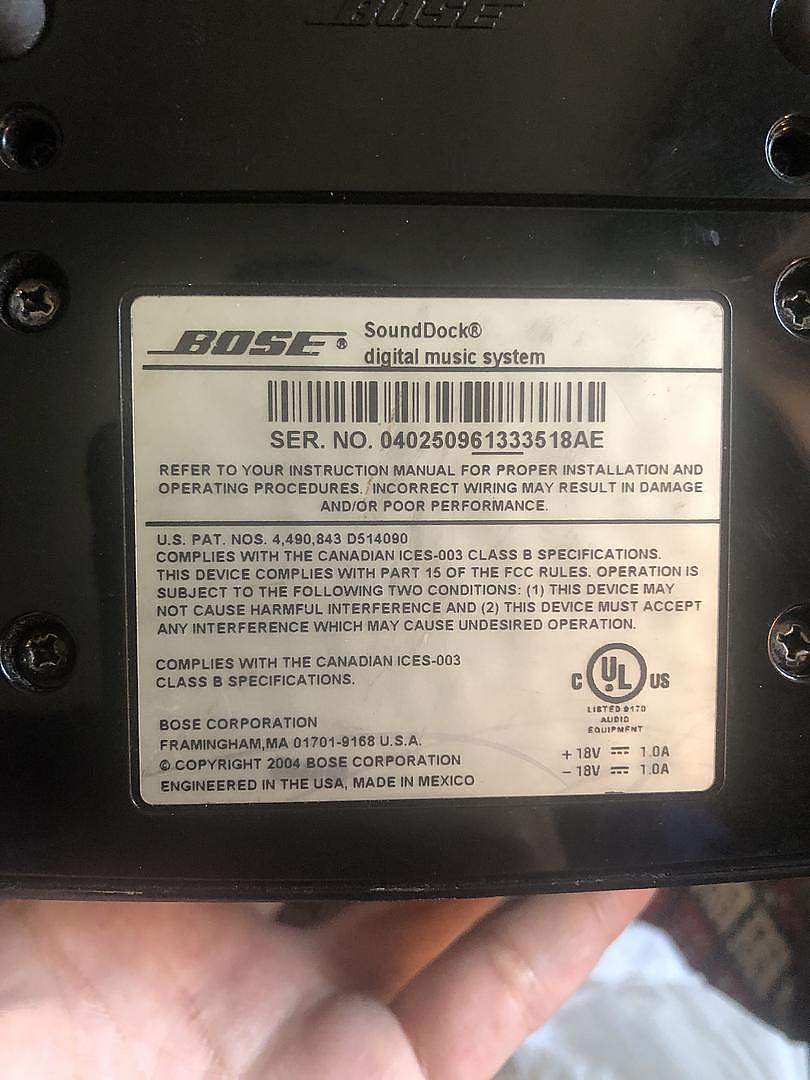 BOSE
BOSE® SoundDock®
digital music system
SER. NO. 040250961333518AE
REFER TO YOUR INSTRUCTION MANUAL FOR PROPER INSTALLATION AND
OPERATING PROCEDURES. INCORRECT WIRING MAY RESULT IN DAMAGE
AND/OR POOR PERFORMANCE.
U.S. PAT. NOS. 4,490,843 D514090
COMPLIES WITH THE CANADIAN ICES-003 CLASS B SPECIFICATIONS.
THIS DEVICE COMPLIES WITH PART 15 OF THE FCC RULES. OPERATION IS
SUBJECT TO THE FOLLOWING TWO CONDITIONS: (1) THIS DEVICE MAY
NOT CAUSE HARMFUL INTERFERENCE AND (2) THIS DEVICE MUST ACCEPT
ANY INTERFERENCE WHICH MAY CAUSE UNDESIRED OPERATION.
COMPLIES WITH THE CANADIAN ICES-003
CLASS B SPECIFICATIONS.
C UL US
LISTED 9170
AUDIO
EQUIPMENT
BOSE CORPORATION
FRAMINGHAM,MA 01701-9168 U.S.A.
© COPYRIGHT 2004 BOSE CORPORATION
ENGINEERED IN THE USA, MADE IN MEXICO
+ 18V ⎓ 1.0A
– 18V ⎓ 1.0A